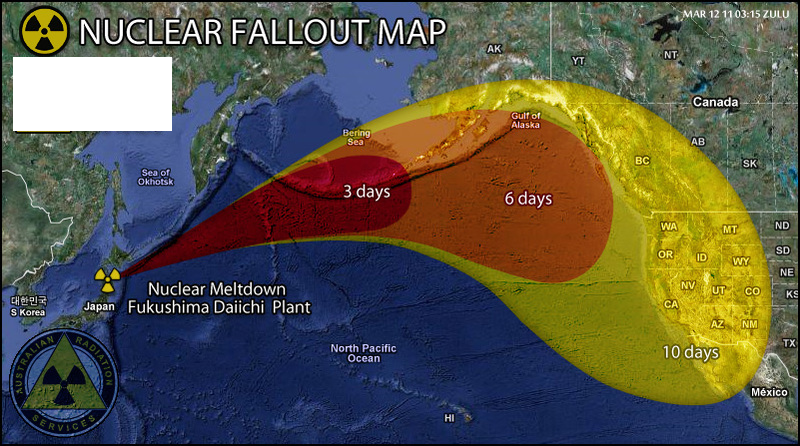 MAR 12 11 03:15 ZULU
NUCLEAR FALLOUT MAP
AK
YT
NT
Canada
Gulf of
Alaska
Bering
Sea
AB
BC
SK
Sea of
Okhotsk
3 days
6 days
WA
MT
ND
OR
ID
WY
SD
NE
NV
UT
CO
KS
CA
AZ
NM
TX
Nuclear Meltdown
Fukushima Daiichi Plant
대한민국
S Korea
Japan
North Pacific
Ocean
10 days
México
HI
AUSTRALIAN RADIATION
SERVICES